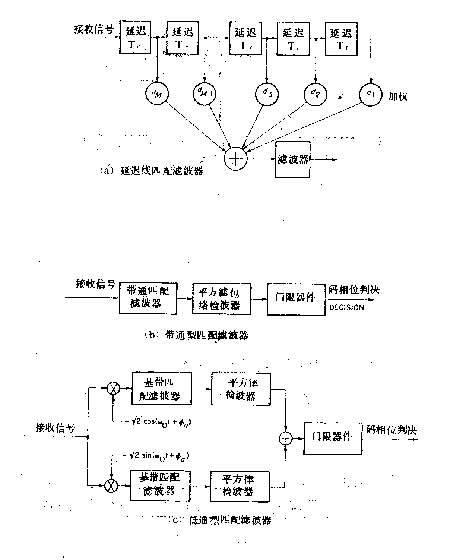 接收信号 延迟 延迟 延迟 延迟 延迟
T. T. T. T. T.
d_M d_3 d_2 加权
+ 滤波器
(a) 延迟线匹配滤波器
接收信号 带通匹配 平方律包 门限器件 码相位判决
滤波器 络检波器 DECISION
(b) 带通型匹配滤波器
基带匹 平方律
配滤波器 检波器
接收信号 门限器件 码相位判决
基带匹配 平方律
滤波器 检波器
(c) 低通型匹配滤波器